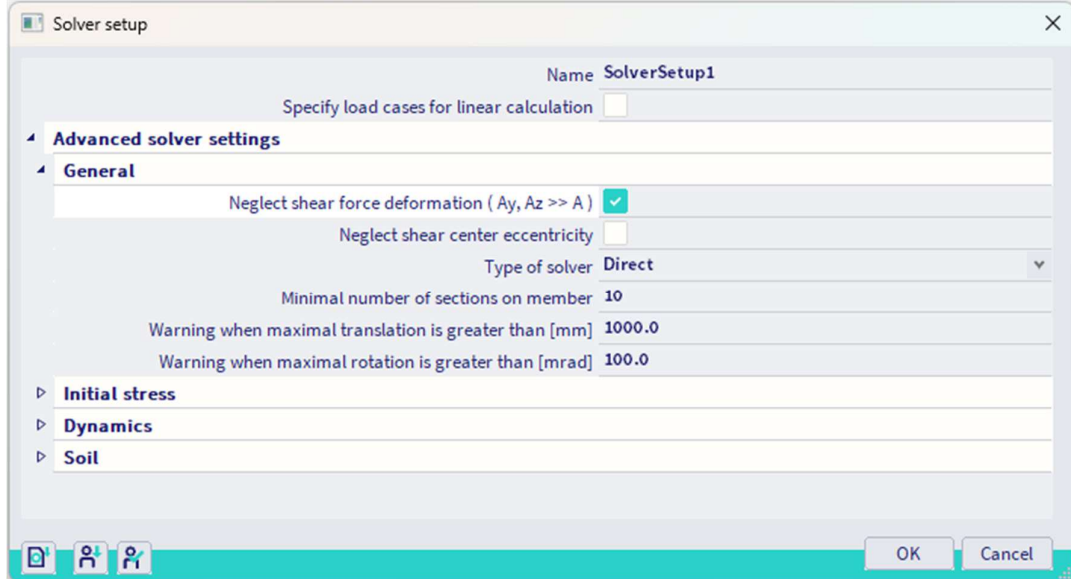 Solver setup
Name SolverSetup1
Specify load cases for linear calculation
Advanced solver settings
General
Neglect shear force deformation ( Ay, Az >> A )
Neglect shear center eccentricity
Type of solver Direct
Minimal number of sections on member 10
Warning when maximal translation is greater than [mm] 1000.0
Warning when maximal rotation is greater than [mrad] 100.0
Initial stress
Dynamics
Soil
OK Cancel